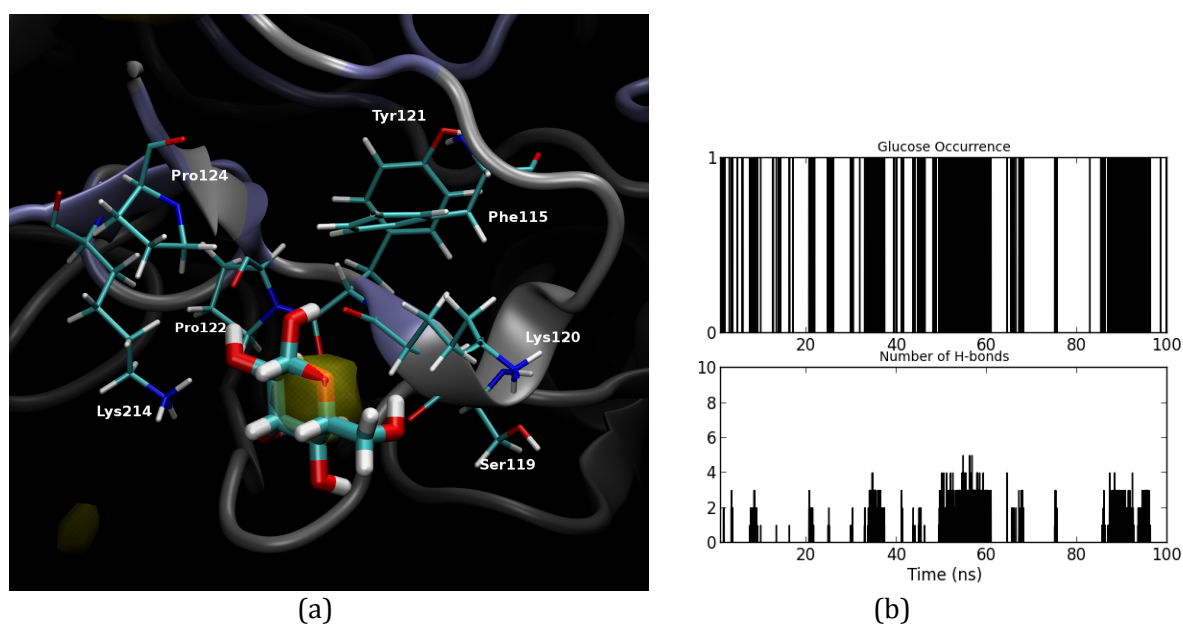 Tyr121
Pro124
Phe115
Pro122
Lys120
Lys214
Ser119
(a)
Glucose Occurrence
1
0
20 40 60 80 100
Number of H-bonds
10
8
6
4
2
0
20 40 60 80 100
Time (ns)
(b)